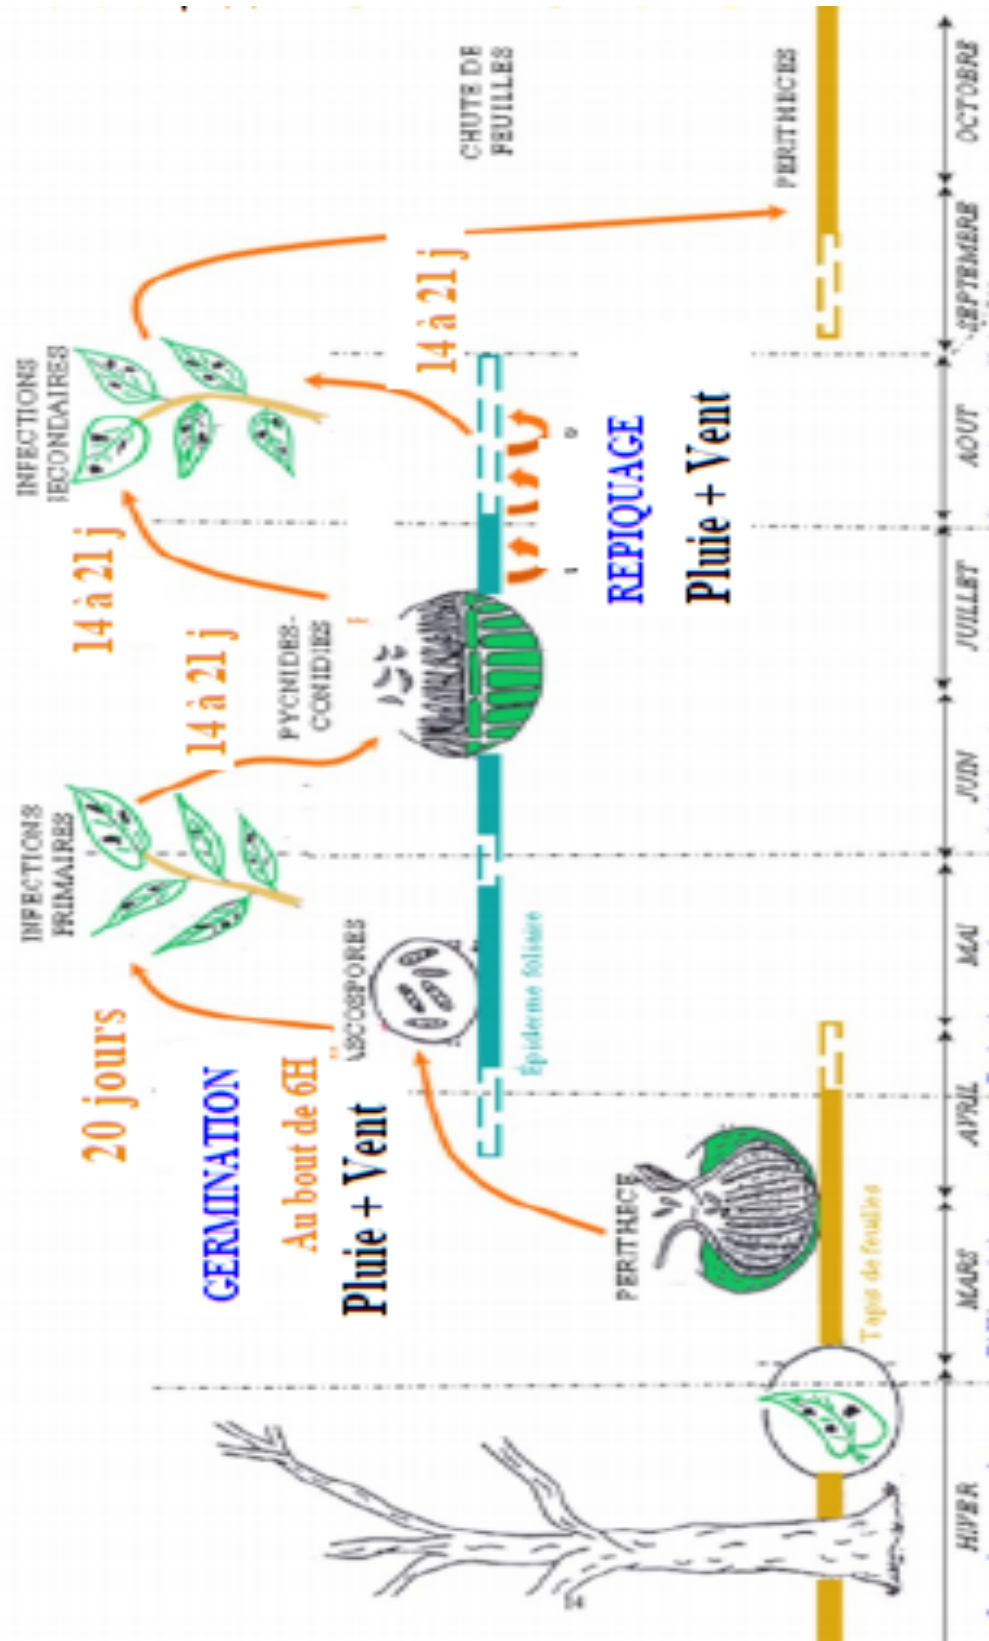 INFECTIONS
PRIMAIRES
INFECTIONS
SECONDAIRES
20 jours
14 à 21 j
14 à 21 j
14 à 21 j
GERMINATION
Au bout de 6H
Pluie + Vent
ASCOSPORES
PYCNIDES-
CONIDIES
CHUTE DE
FEUILLES
Épiderme foliaire
REPIQUAGE
Pluie + Vent
PERITHECE
PERITHECES
Tapis de feuilles
HIVER
MARS
AVRIL
MAI
JUIN
JUILLET
AOUT
SEPTEMBRE
OCTOBRE